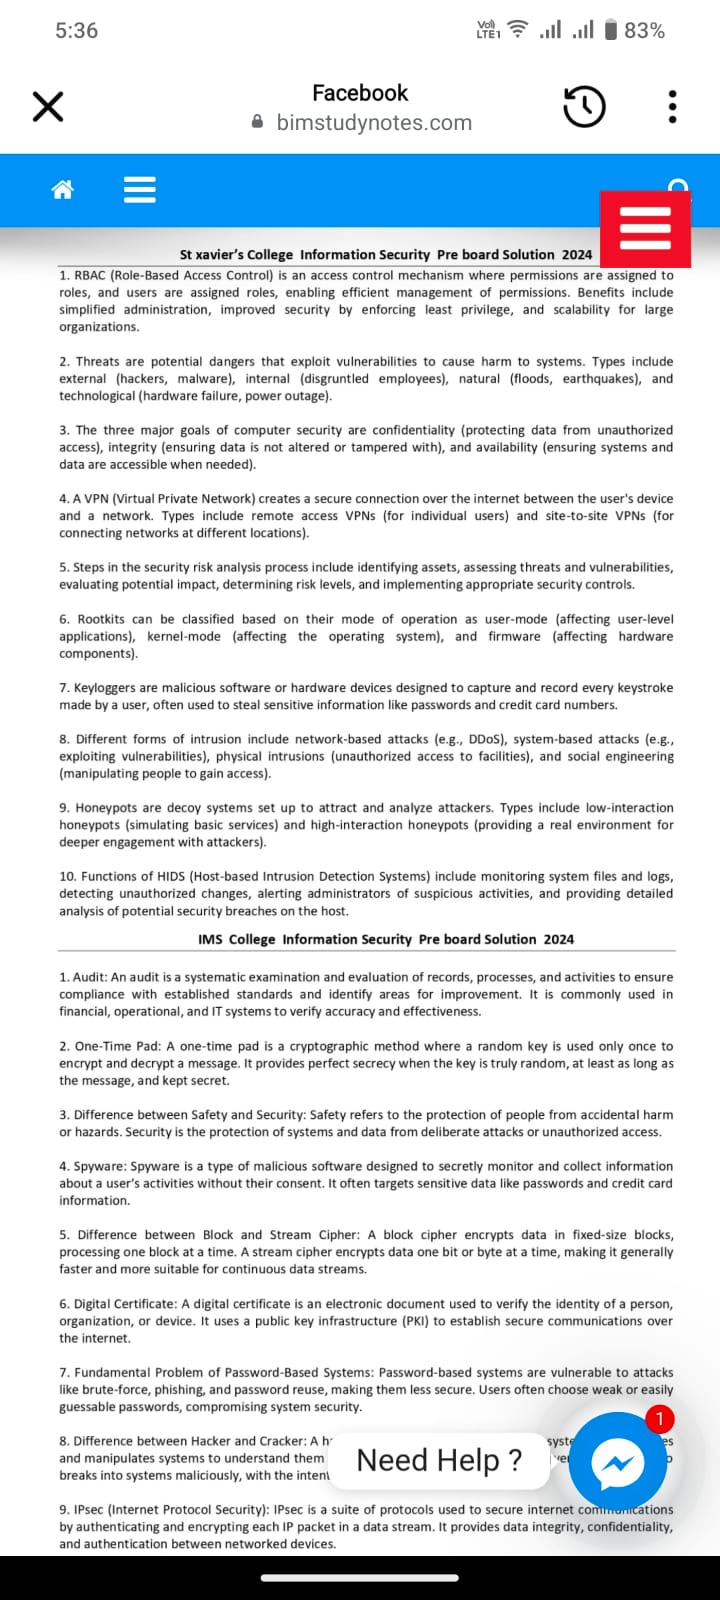 5:36
Vo) LTE1 83%
Facebook
bimstudynotes.com
St xavier's College Information Security Pre board Solution 2024
1. RBAC (Role-Based Access Control) is an access control mechanism where permissions are assigned to
roles, and users are assigned roles, enabling efficient management of permissions. Benefits include
simplified administration, improved security by enforcing least privilege, and scalability for large
organizations.
2. Threats are potential dangers that exploit vulnerabilities to cause harm to systems. Types include
external (hackers, malware), internal (disgruntled employees), natural (floods, earthquakes), and
technological (hardware failure, power outage).
3. The three major goals of computer security are confidentiality (protecting data from unauthorized
access), integrity (ensuring data is not altered or tampered with), and availability (ensuring systems and
data are accessible when needed).
4. A VPN (Virtual Private Network) creates a secure connection over the internet between the user's device
and a network. Types include remote access VPNs (for individual users) and site-to-site VPNs (for
connecting networks at different locations).
5. Steps in the security risk analysis process include identifying assets, assessing threats and vulnerabilities,
evaluating potential impact, determining risk levels, and implementing appropriate security controls.
6. Rootkits can be classified based on their mode of operation as user-mode (affecting user-level
applications), kernel-mode (affecting the operating system), and firmware (affecting hardware
components).
7. Keyloggers are malicious software or hardware devices designed to capture and record every keystroke
made by a user, often used to steal sensitive information like passwords and credit card numbers.
8. Different forms of intrusion include network-based attacks (e.g., DDoS), system-based attacks (e.g.,
exploiting vulnerabilities), physical intrusions (unauthorized access to facilities), and social engineering
(manipulating people to gain access).
9. Honeypots are decoy systems set up to attract and analyze attackers. Types include low-interaction
honeypots (simulating basic services) and high-interaction honeypots (providing a real environment for
deeper engagement with attackers).
10. Functions of HIDS (Host-based Intrusion Detection Systems) include monitoring system files and logs,
detecting unauthorized changes, alerting administrators of suspicious activities, and providing detailed
analysis of potential security breaches on the host.
IMS College Information Security Pre board Solution 2024
1. Audit: An audit is a systematic examination and evaluation of records, processes, and activities to ensure
compliance with established standards and identify areas for improvement. It is commonly used in
financial, operational, and IT systems to verify accuracy and effectiveness.
2. One-Time Pad: A one-time pad is a cryptographic method where a random key is used only once to
encrypt and decrypt a message. It provides perfect secrecy when the key is truly random, at least as long as
the message, and kept secret.
3. Difference between Safety and Security: Safety refers to the protection of people from accidental harm
or hazards. Security is the protection of systems and data from deliberate attacks or unauthorized access.
4. Spyware: Spyware is a type of malicious software designed to secretly monitor and collect information
about a user's activities without their consent. It often targets sensitive data like passwords and credit card
information.
5. Difference between Block and Stream Cipher: A block cipher encrypts data in fixed-size blocks,
processing one block at a time. A stream cipher encrypts data one bit or byte at a time, making it generally
faster and more suitable for continuous data streams.
6. Digital Certificate: A digital certificate is an electronic document used to verify the identity of a person,
organization, or device. It uses a public key infrastructure (PKI) to establish secure communications over
the internet.
7. Fundamental Problem of Password-Based Systems: Password-based systems are vulnerable to attacks
like brute-force, phishing, and password reuse, making them less secure. Users often choose weak or easily
guessable passwords, compromising system security.
1
8. Difference between Hacker and Cracker: A
and manipulates systems to understand them
breaks into systems maliciously, with the
Need Help ?
9. IPsec (Internet Protocol Security): IPsec is a suite of protocols used to secure internet communications
by authenticating and encrypting each IP packet in a data stream. It provides data integrity, confidentiality,
and authentication between networked devices.